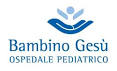 Bambino Gesù
OSPEDALE PEDIATRICO